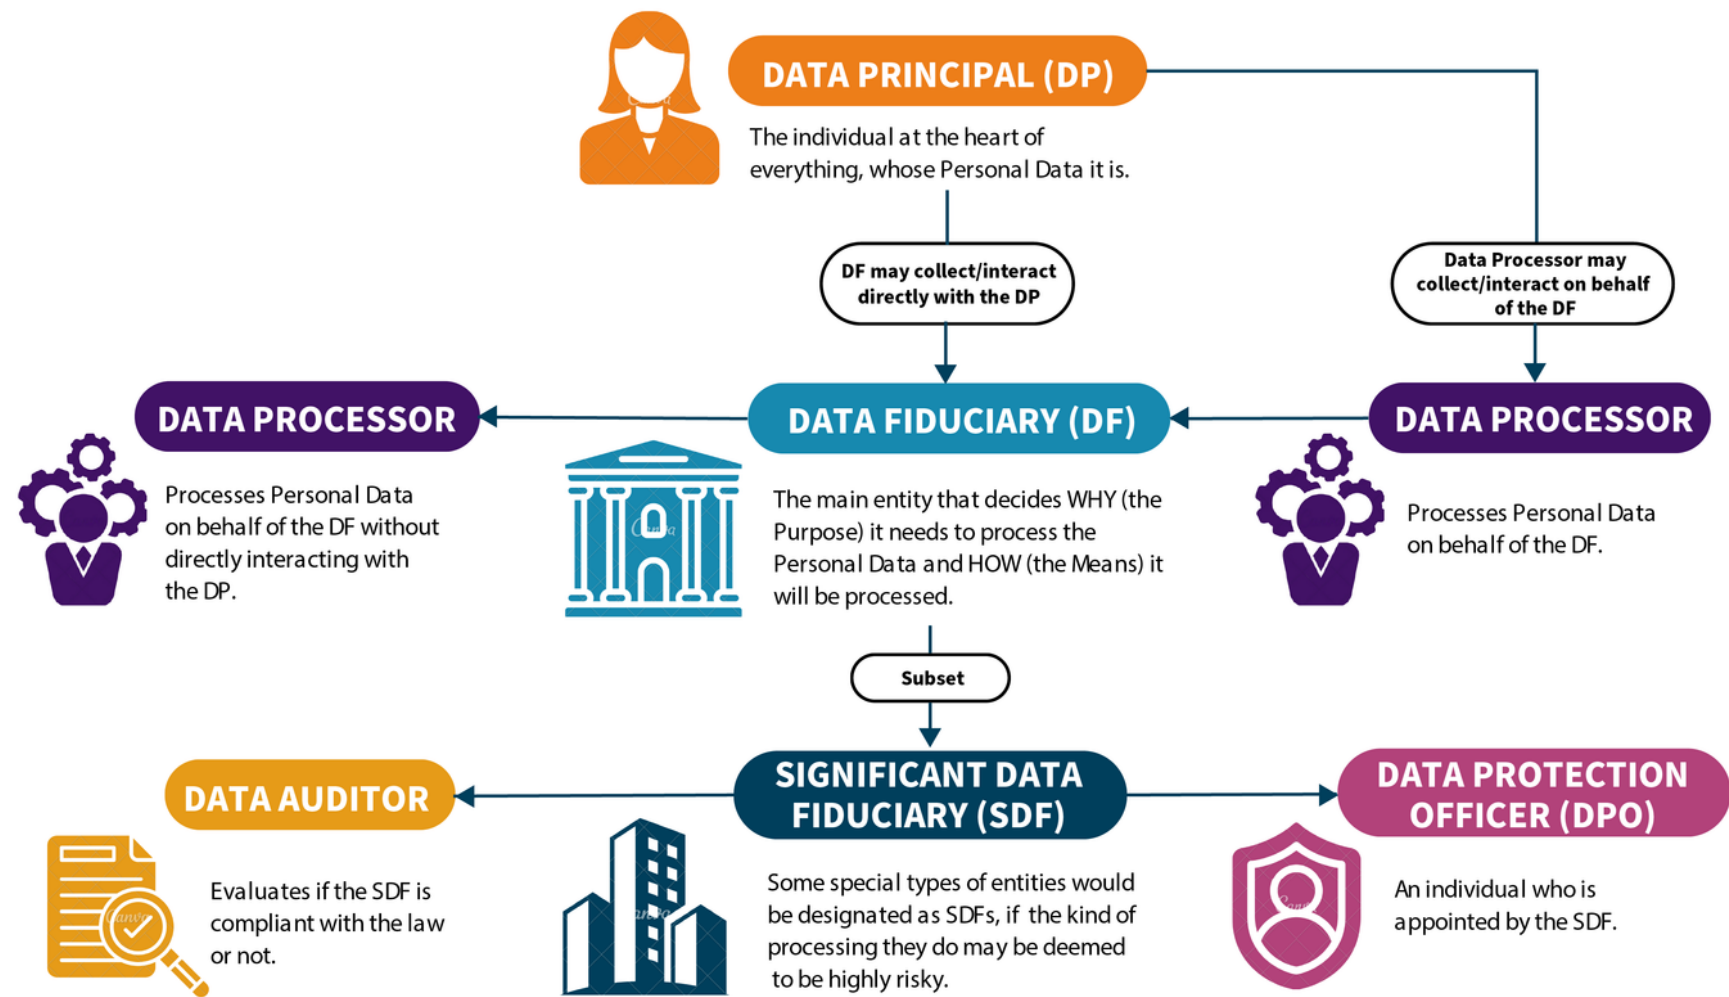 DATA PRINCIPAL (DP)
The individual at the heart of
everything, whose Personal Data it is.
DF may collect/interact
directly with the DP
Data Processor may
collect/interact on behalf
of the DF
DATA PROCESSOR
Processes Personal Data
on behalf of the DF without
directly interacting with
the DP.
DATA FIDUCIARY (DF)
The main entity that decides WHY (the
Purpose) it needs to process the
Personal Data and HOW (the Means) it
will be processed.
DATA PROCESSOR
Processes Personal Data
on behalf of the DF.
Subset
DATA AUDITOR
Evaluates if the SDF is
compliant with the law
or not.
SIGNIFICANT DATA
FIDUCIARY (SDF)
Some special types of entities would
be designated as SDFs, if the kind of
processing they do may be deemed
to be highly risky.
DATA PROTECTION
OFFICER (DPO)
An individual who is
appointed by the SDF.
Canva
Canva
Canva